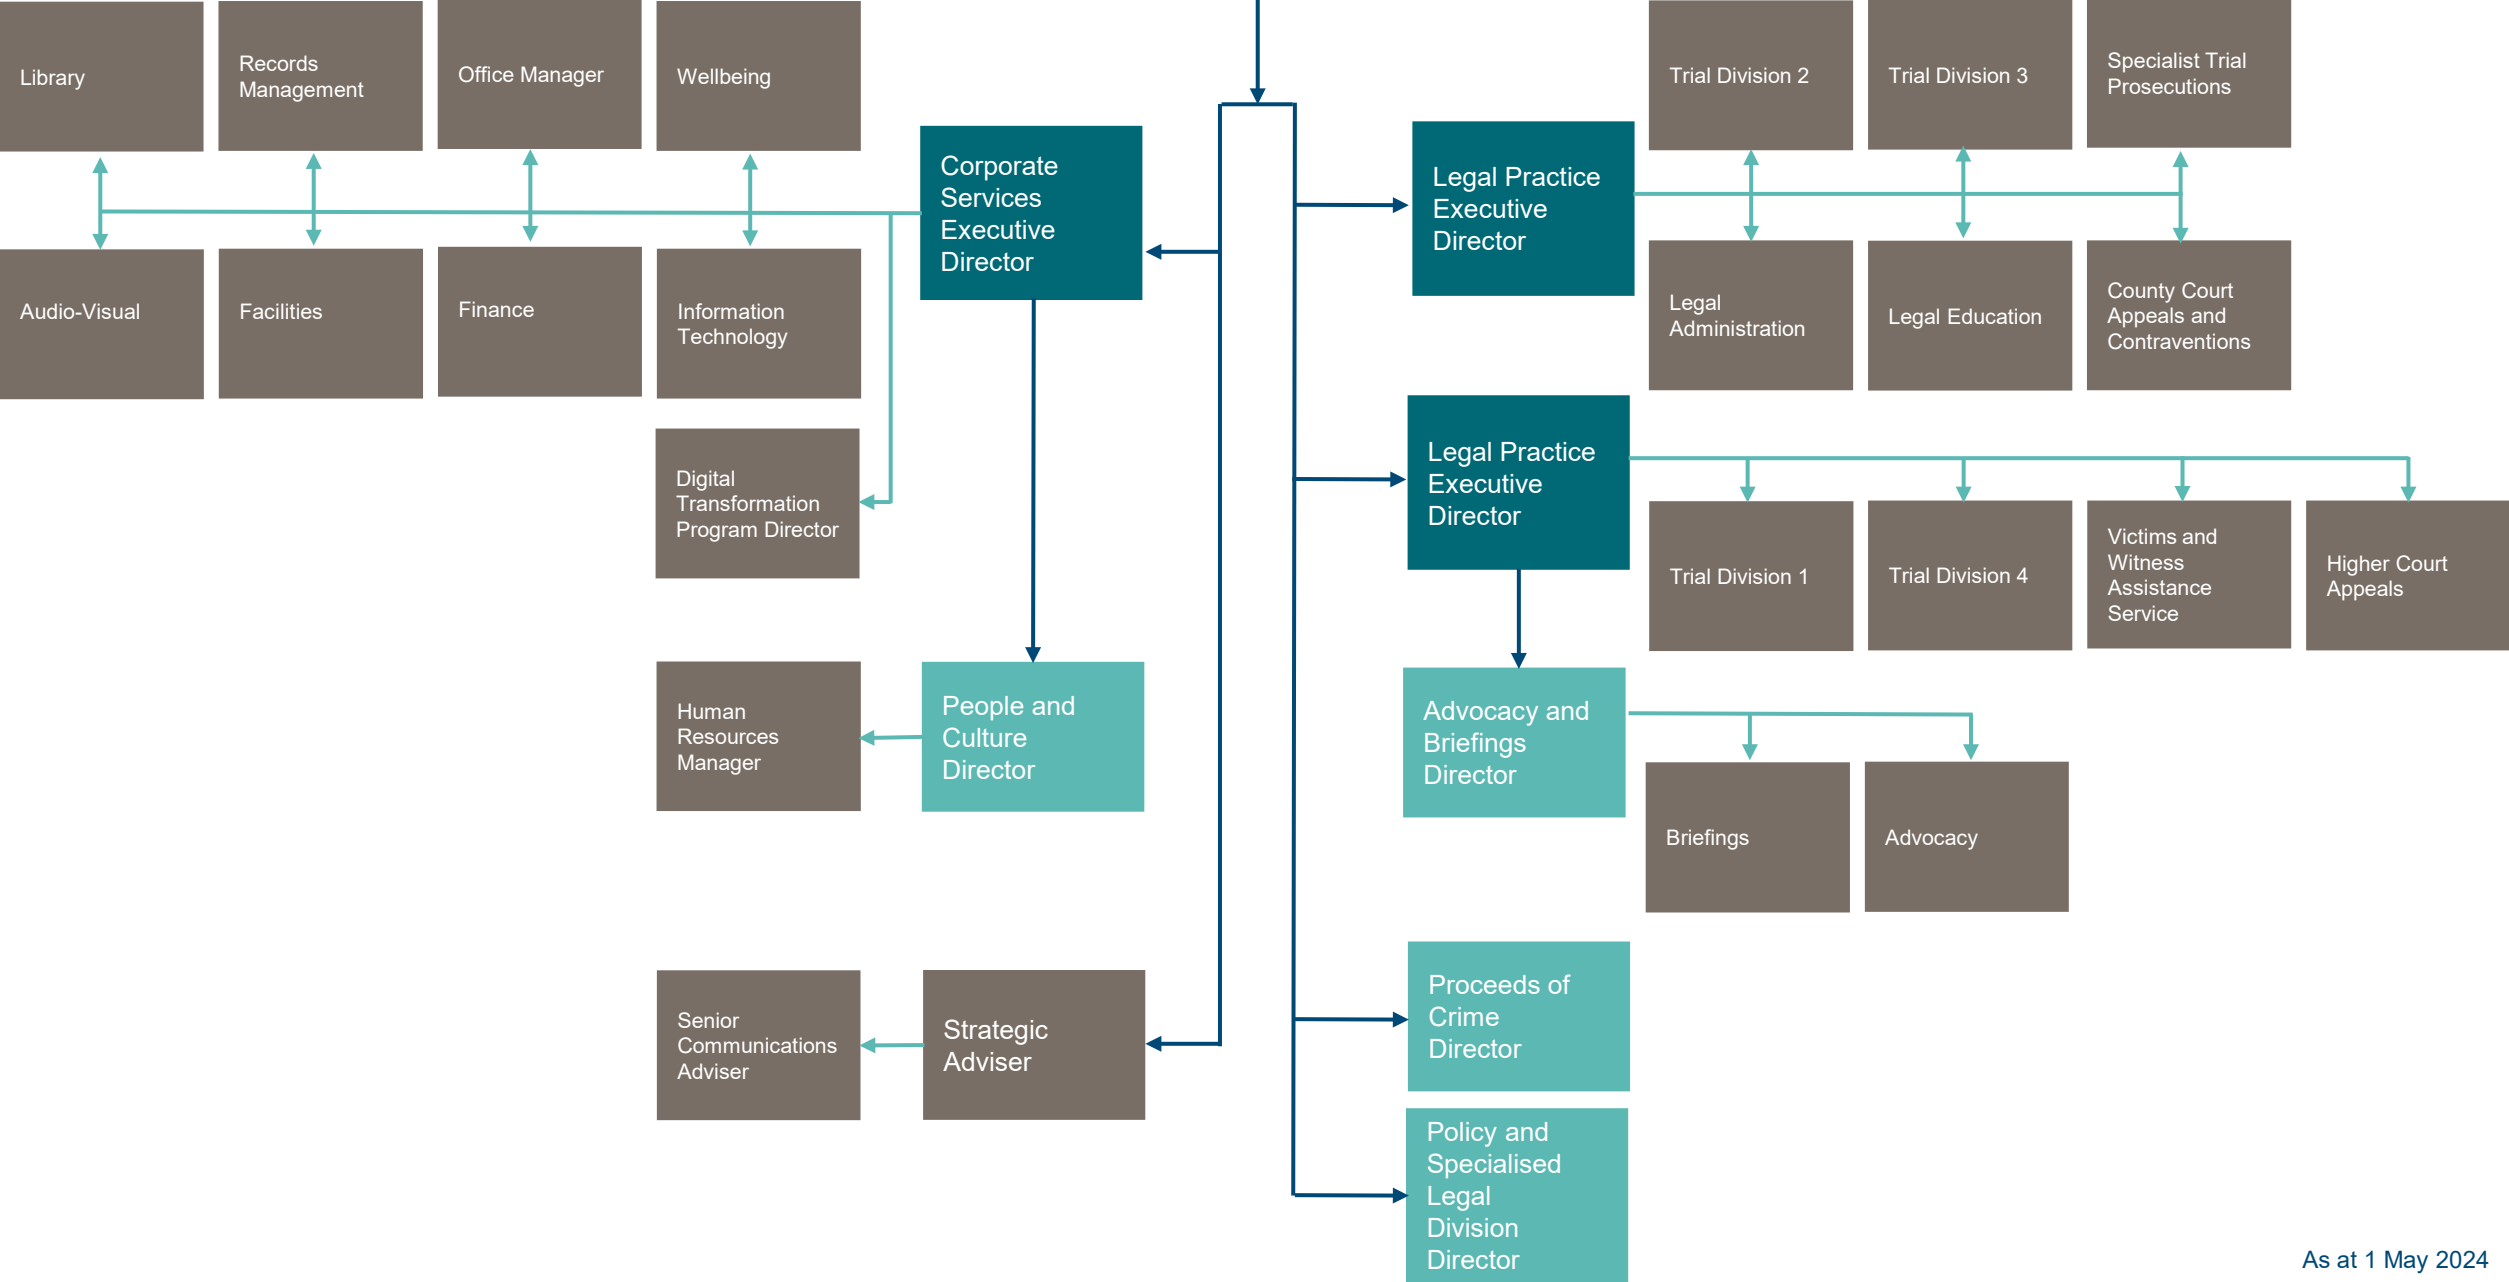 Library
Records
Management
Office Manager
Wellbeing
Audio-Visual
Facilities
Finance
Information
Technology
Corporate
Services
Executive
Director
Digital
Transformation
Program Director
Human
Resources
Manager
People and
Culture
Director
Senior
Communications
Adviser
Strategic
Adviser
Legal Practice
Executive
Director
Trial Division 2
Trial Division 3
Specialist Trial
Prosecutions
Legal
Administration
Legal Education
County Court
Appeals and
Contraventions
Legal Practice
Executive
Director
Trial Division 1
Trial Division 4
Victims and
Witness
Assistance
Service
Higher Court
Appeals
Advocacy and
Briefings
Director
Briefings
Advocacy
Proceeds of
Crime
Director
Policy and
Specialised
Legal
Division
Director
As at 1 May 2024